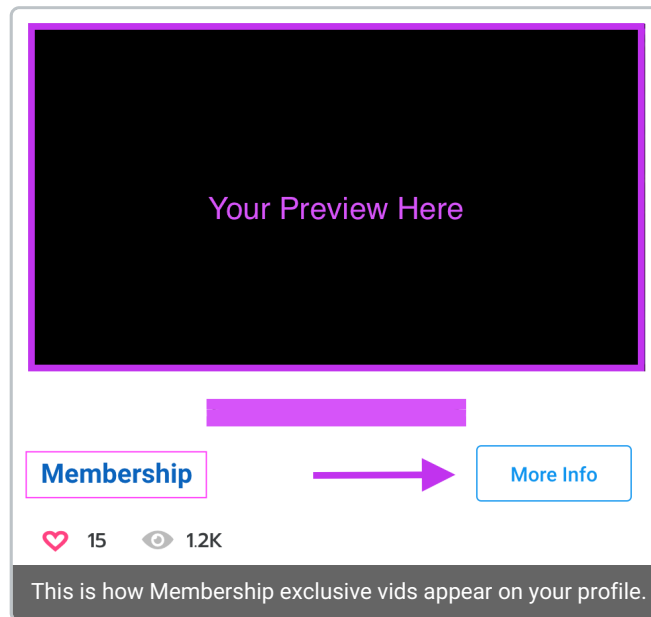 Your Preview Here
Membership
More Info
15 1.2K
This is how Membership exclusive vids appear on your profile.